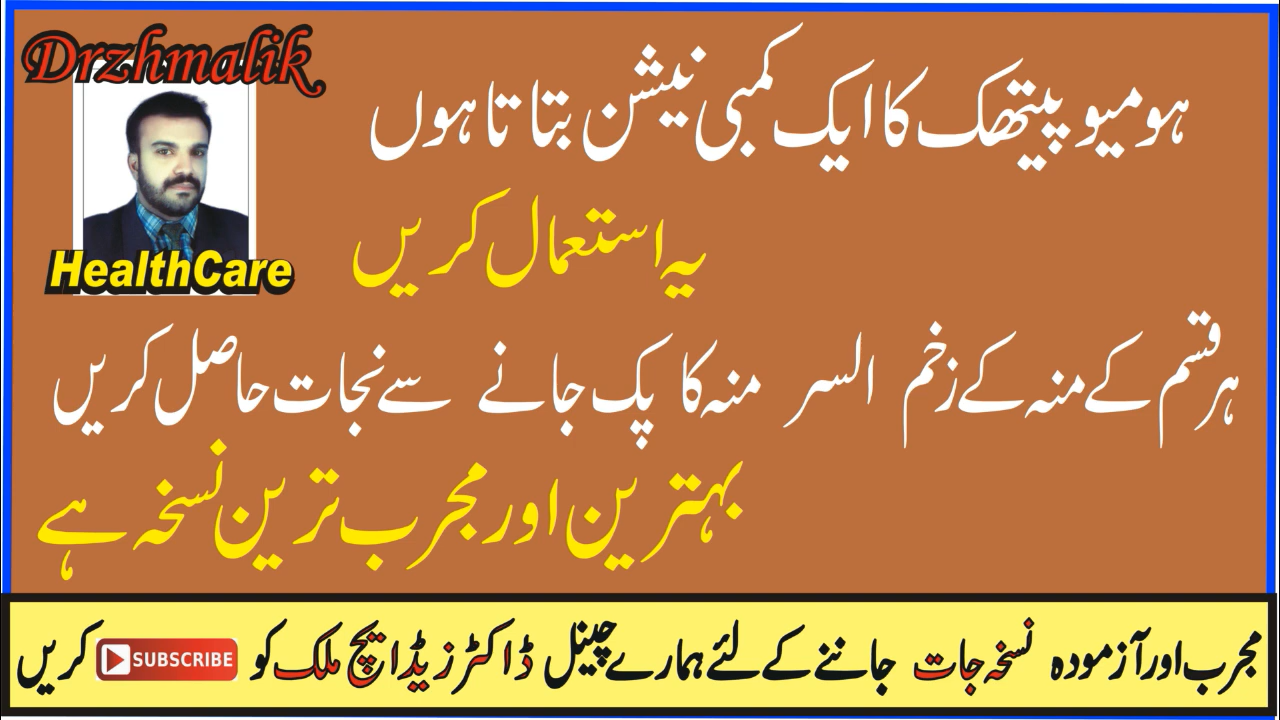 Drzhmalik
HealthCare
ہومیو پیتھک کا ایک کمبی نیشن بتاتا ہوں
یہ استعمال کریں
ہر قسم کے منہ کے زخم السر منہ کا پک جانے سے نجات حاصل کریں
بہترین اور مجرب ترین نسخہ ہے
مجرب اور آزمودہ نسخہ جات جاننے کے لئے ہمارے چینل ڈاکٹر زیڈ ایچ ملک کو SUBSCRIBE کریں